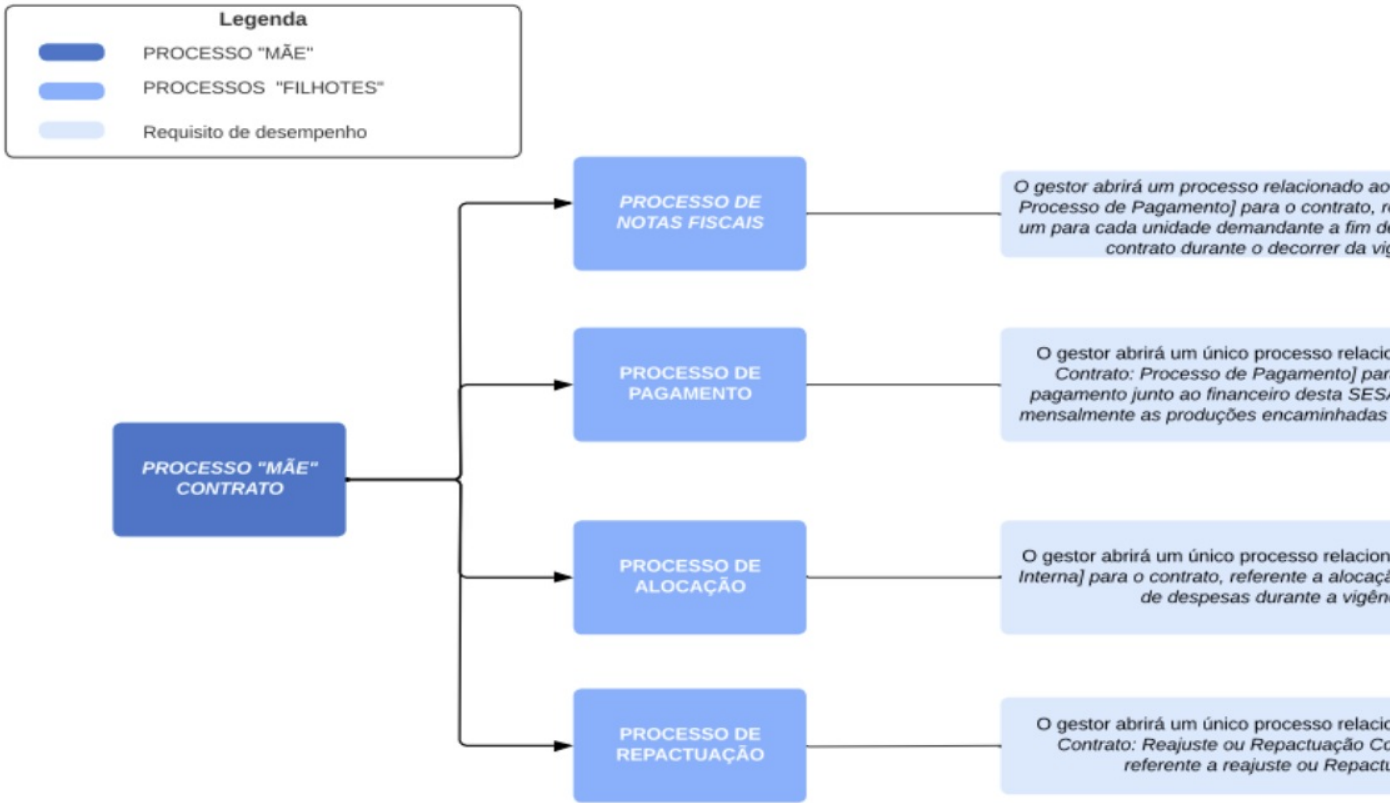 Legenda
PROCESSO "MÃE"
PROCESSOS "FILHOTES"
Requisito de desempenho
PROCESSO "MÃE"
CONTRATO
PROCESSO DE
NOTAS FISCAIS
O gestor abrirá um processo relacionado ao
Processo de Pagamento] para o contrato,
um para cada unidade demandante a fim de
contrato durante o decorrer da
PROCESSO DE
PAGAMENTO
O gestor abrirá um único processo
Contrato: Processo de Pagamento]
pagamento junto ao financeiro desta SESA
mensalmente as produções encaminhadas
PROCESSO DE
ALOCAÇÃO
O gestor abrirá um único processo
Interna] para o contrato, referente a
de despesas durante a
PROCESSO DE
REPACTUAÇÃO
O gestor abrirá um único processo
Contrato: Reajuste ou Repactuação
referente a reajuste ou